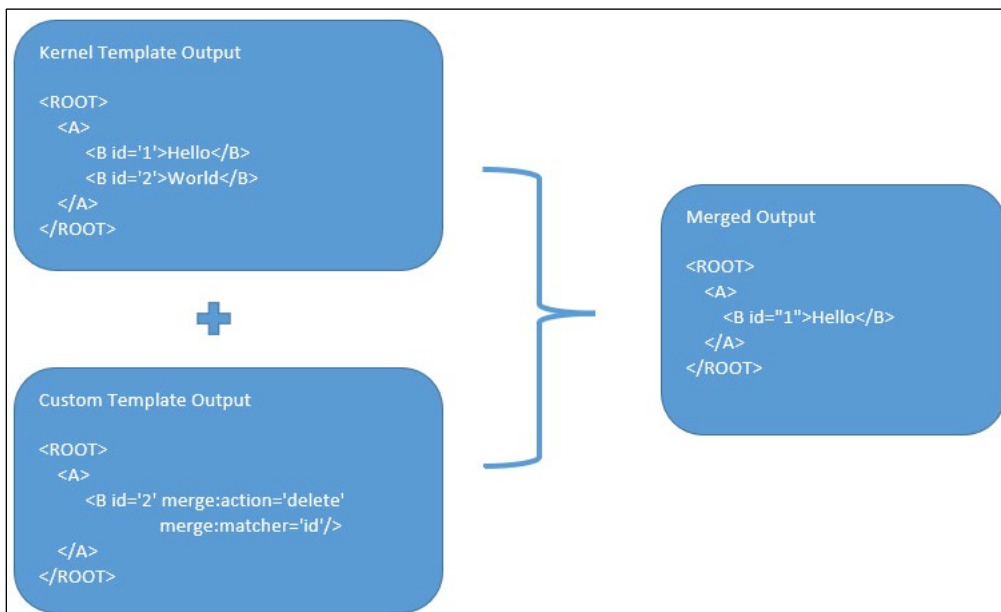 Kernel Template Output
<ROOT>
<A>
<B id='1'>Hello</B>
<B id='2'>World</B>
</A>
</ROOT>
Custom Template Output
<ROOT>
<A>
<B id='2' merge:action='delete'
merge:matcher='id'/>
</A>
</ROOT>
Merged Output
<ROOT>
<A>
<B id="1">Hello</B>
</A>
</ROOT>